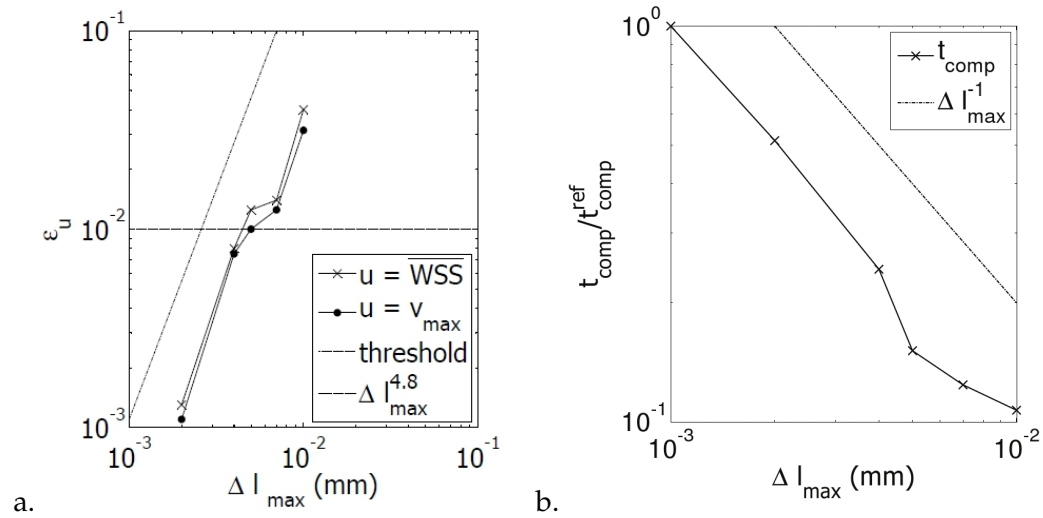 10^-1
10^-2
10^-3
ε_u
u = \overline{WSS}
u = v_max
threshold
Δ l_max^4.8
10^-3
10^-2
10^-1
Δ l_max (mm)
a.
10^0
10^-1
t_comp/t_comp^ref
t_comp
Δ l_max^-1
10^-3
10^-2
Δ l_max (mm)
b.